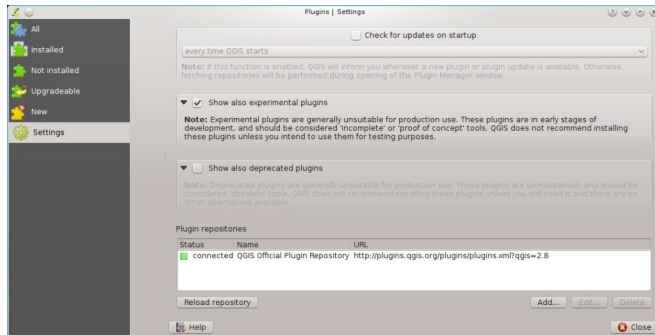 Plugins | Settings
All
Installed
Not installed
Upgradeable
New
Settings
Check for updates on startup
every time QGIS starts
Note: If this function is enabled, QGIS will inform you whenever a new plugin or plugin update is available. Otherwise,
fetching repositories will be performed during opening of the Plugin Manager window.
Show also experimental plugins
Note: Experimental plugins are generally unsuitable for production use. These plugins are in early stages of
development, and should be considered 'incomplete' or 'proof of concept' tools. QGIS does not recommend installing
these plugins unless you intend to use them for testing purposes.
Show also deprecated plugins
Note: Deprecated plugins are generally unsuitable for production use. These plugins are unmaintained, and should be
considered 'obsolete' tools. QGIS does not recommend installing these plugins unless you still need it and there are no
other alternatives available.
Plugin repositories
Status Name URL
connected QGIS Official Plugin Repository http://plugins.qgis.org/plugins/plugins.xml?qgis=2.8
Reload repository Add... Edit... Delete
Help Close